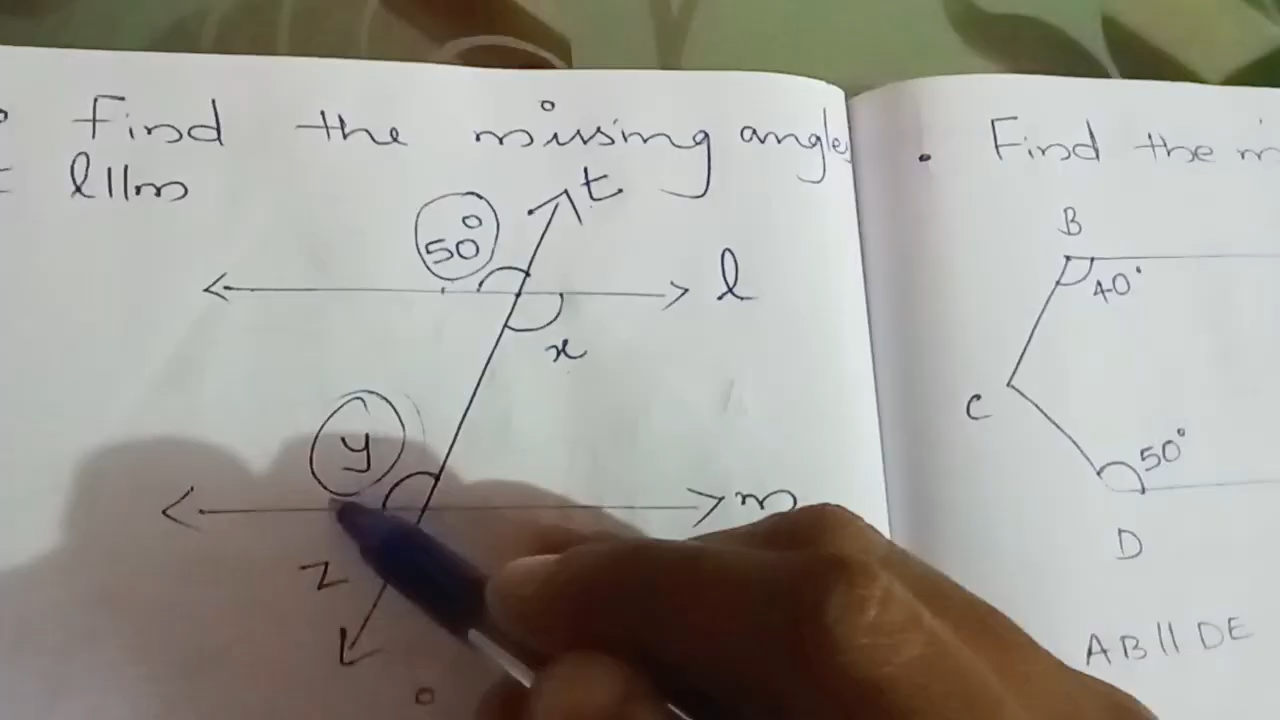 Find the missing angles
l||m
t
50°
l
x
y
m
z
Find the
B
40°
C
50°
D
AB||DE